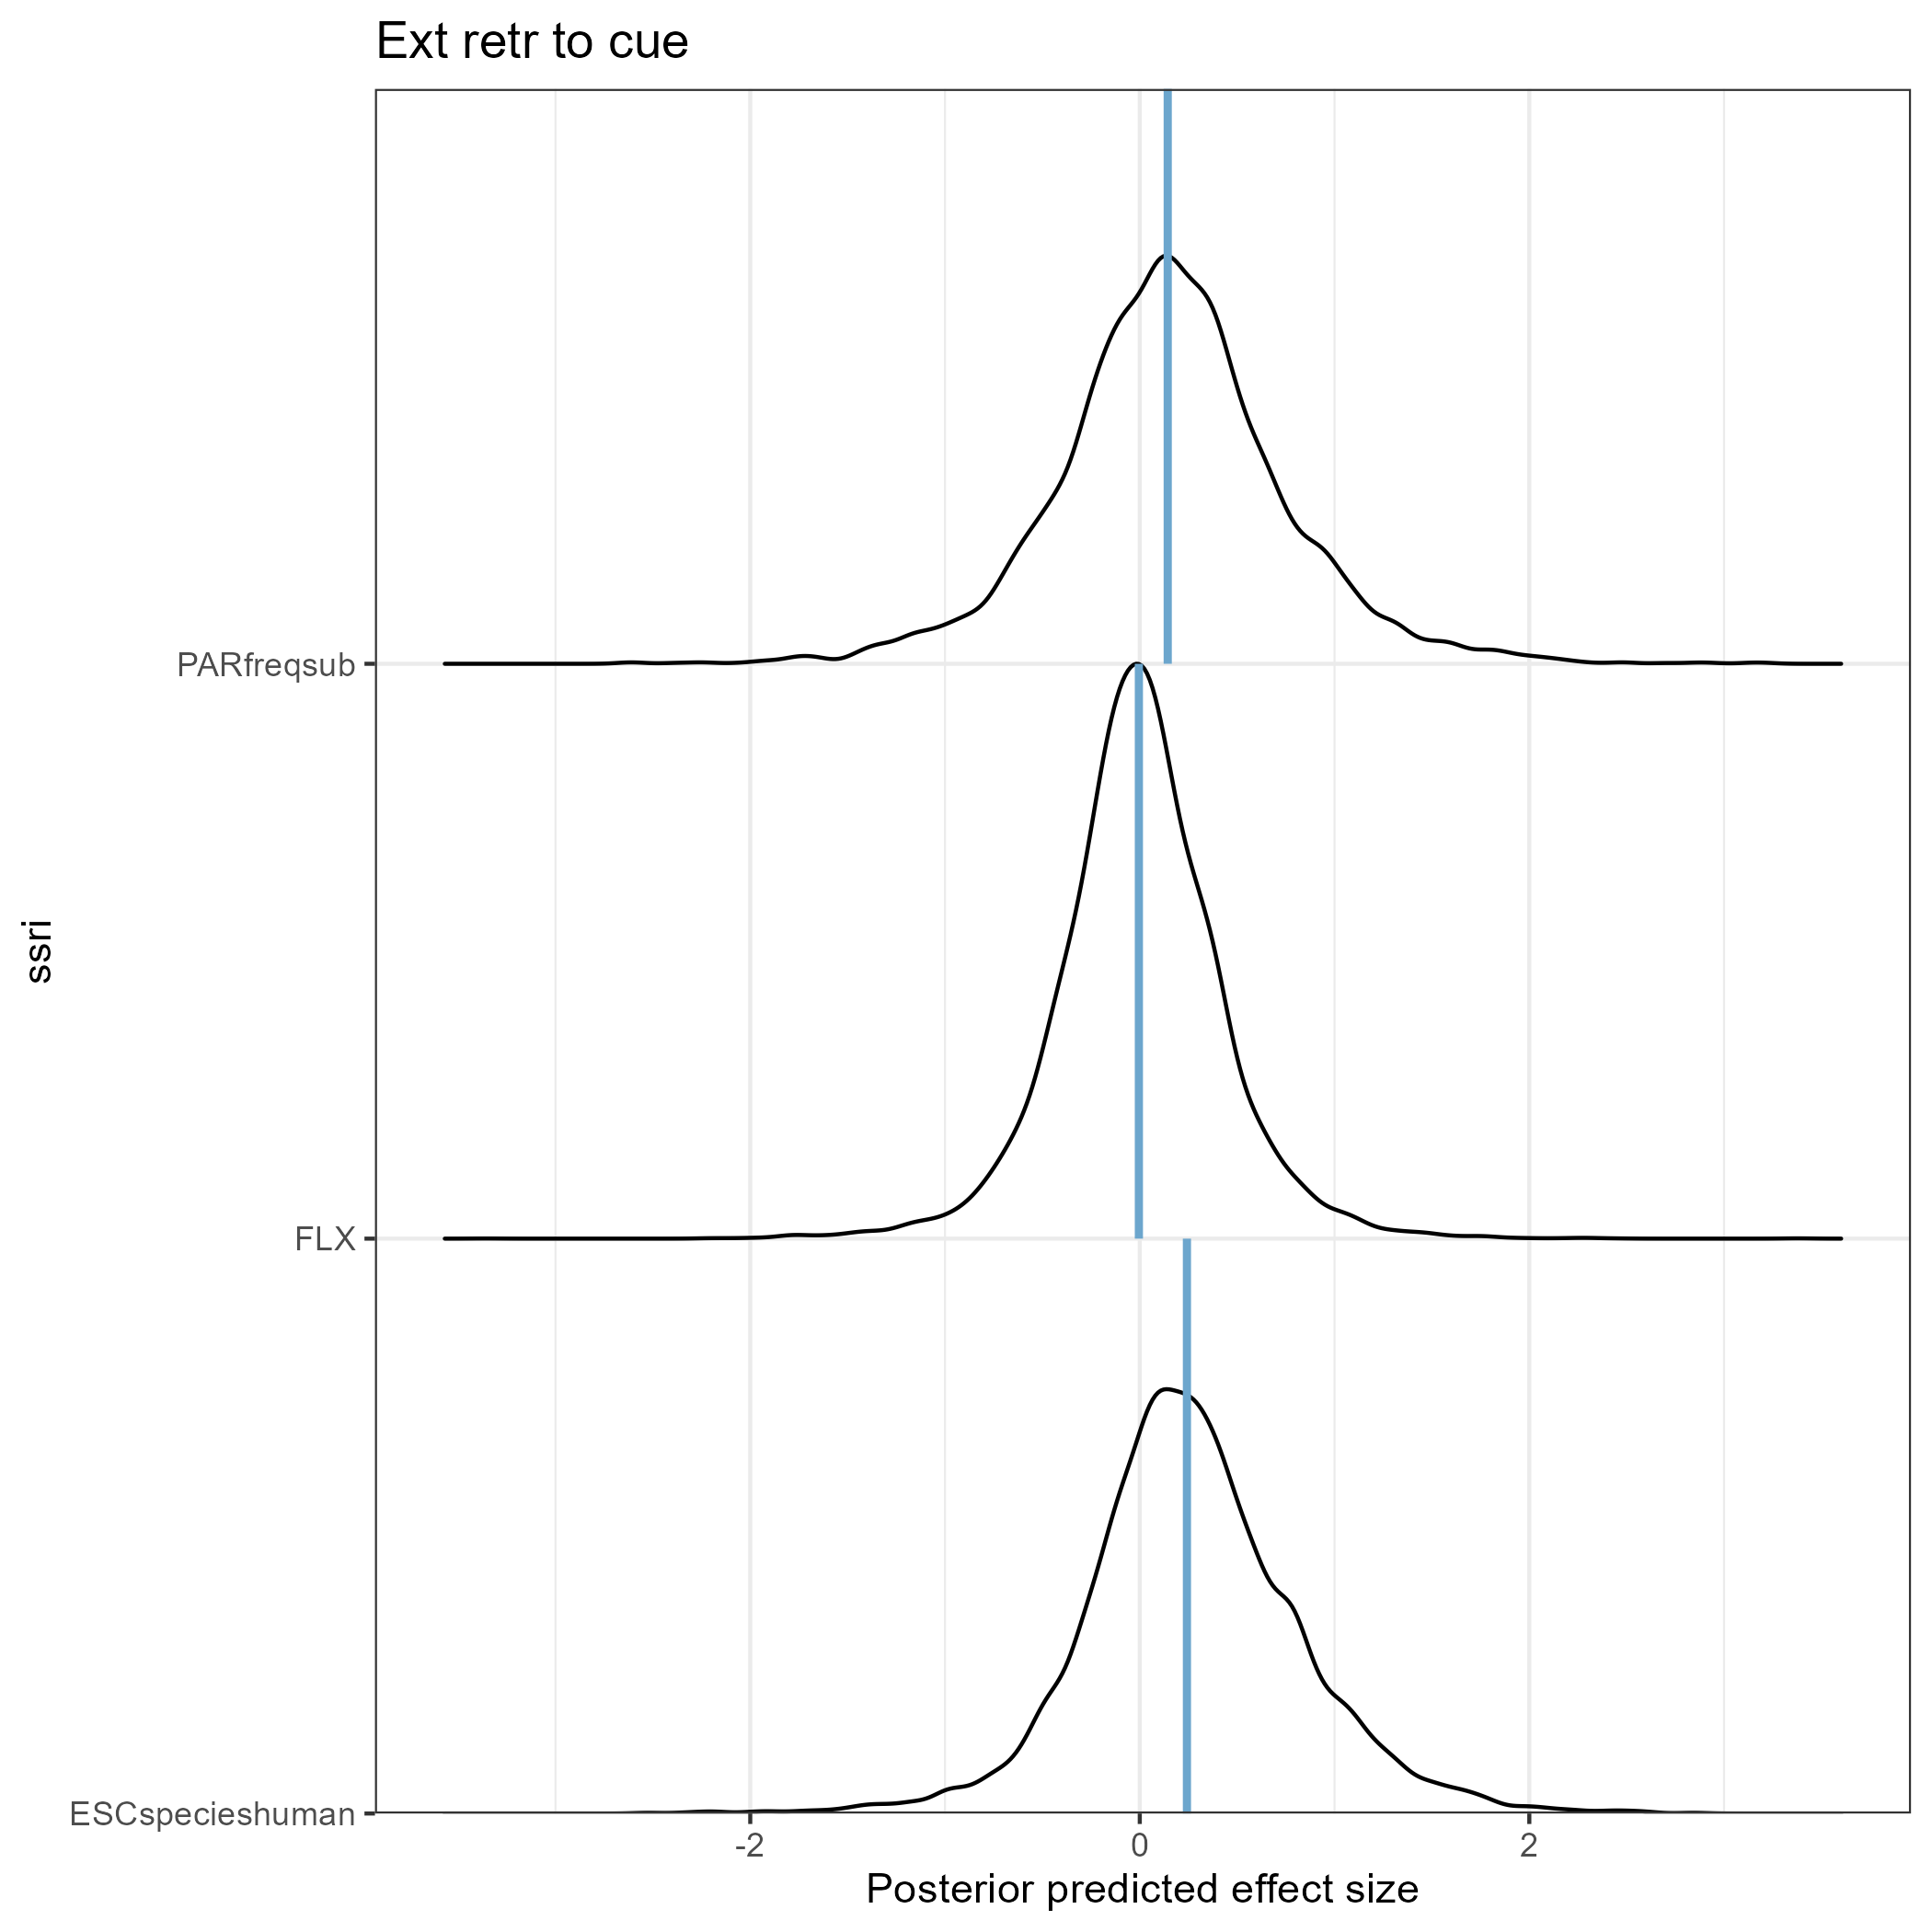 Ext retr to cue
PARfreqsub
FLX
ESCspecieshuman
ssri
-2
0
2
Posterior predicted effect size